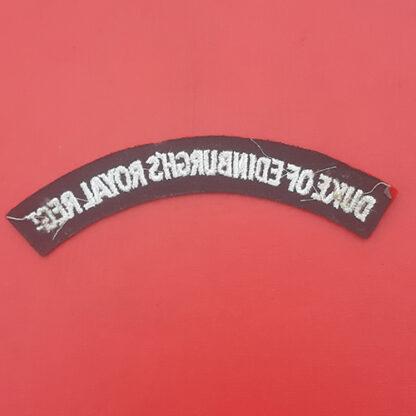 DUKE OF EDINBURGH'S ROYAL REGT